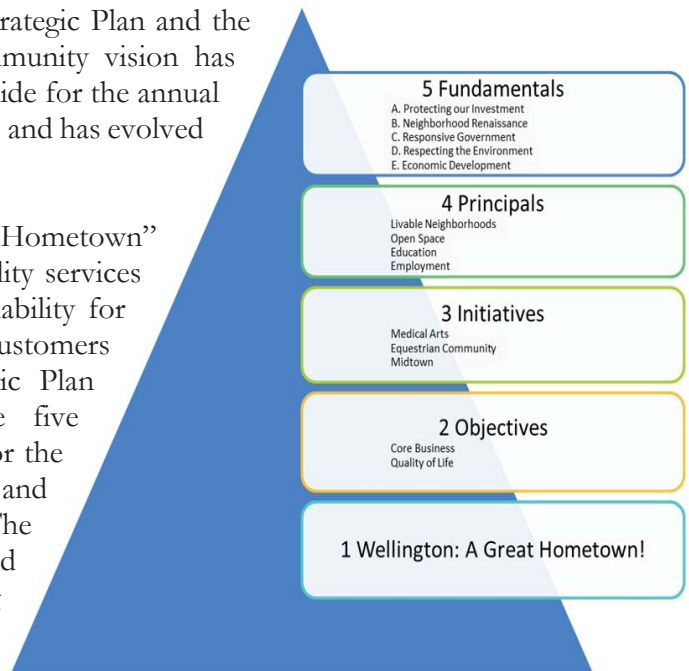 rategic Plan and the
munity vision has
ide for the annual
and has evolved
Hometown”
lity services
ability for
ustomers
ic Plan
e five
or the
and
The
d
5 Fundamentals
A. Protecting our Investment
B. Neighborhood Renaissance
C. Responsive Government
D. Respecting the Environment
E. Economic Development
4 Principals
Livable Neighborhoods
Open Space
Education
Employment
3 Initiatives
Medical Arts
Equestrian Community
Midtown
2 Objectives
Core Business
Quality of Life
1 Wellington: A Great Hometown!